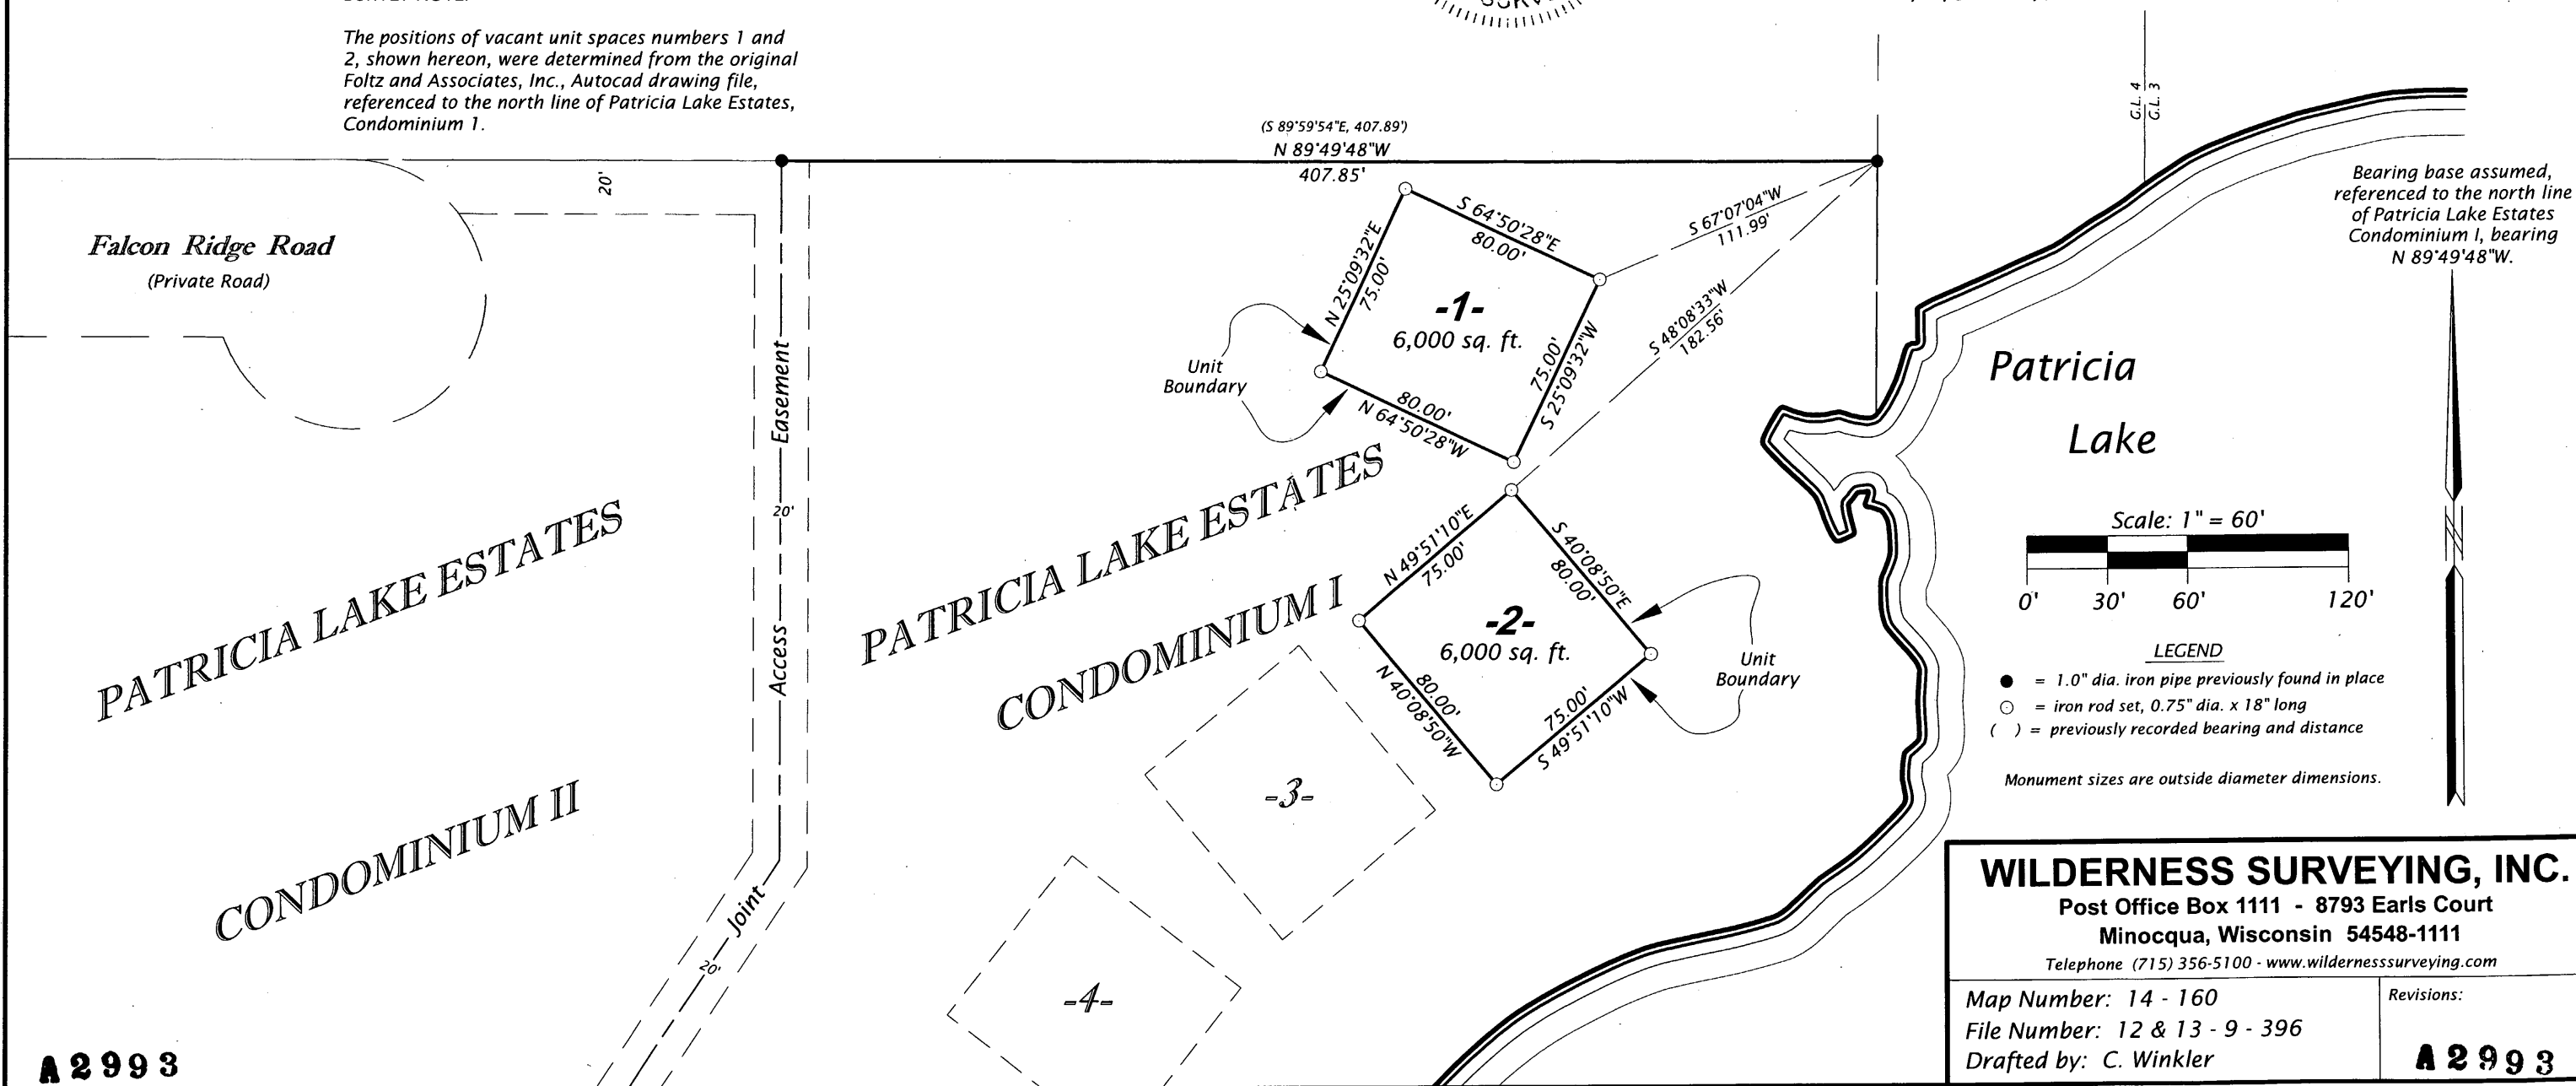 The positions of vacant unit spaces numbers 1 and
2, shown hereon, were determined from the original
Foltz and Associates, Inc., Autocad drawing file,
referenced to the north line of Patricia Lake Estates,
Condominium 1.
(S 89°59'54"E, 407.89')
N 89°49'48"W
407.85'
G.L. 4
G.L. 3
Bearing base assumed,
referenced to the north line
of Patricia Lake Estates
Condominium I, bearing
N 89°49'48"W.
20'
Falcon Ridge Road
(Private Road)
S 64°50'28"E
80.00'
S 67°07'04"W
111.99'
N 25°09'32"E
75.00'
-1-
6,000 sq. ft.
75.00'
S 25°09'32"W
S 48°08'33"W
182.56'
Unit
Boundary
80.00'
N 64°50'28"W
Patricia
Lake
Joint Access Easement
20'
20'
PATRICIA LAKE ESTATES
CONDOMINIUM II
PATRICIA LAKE ESTATES
CONDOMINIUM I
N 49°51'10"E
75.00'
S 40°08'50"E
80.00'
-2-
6,000 sq. ft.
80.00'
N 40°08'50"W
75.00'
S 49°51'10"W
Unit
Boundary
-3-
-4-
Scale: 1" = 60'
0' 30' 60' 120'
LEGEND
= 1.0" dia. iron pipe previously found in place
= iron rod set, 0.75" dia. x 18" long
( ) = previously recorded bearing and distance
Monument sizes are outside diameter dimensions.
WILDERNESS SURVEYING, INC.
Post Office Box 1111 - 8793 Earls Court
Minocqua, Wisconsin 54548-1111
Telephone (715) 356-5100 - www.wildernesssurveying.com
Map Number: 14 - 160
File Number: 12 & 13 - 9 - 396
Drafted by: C. Winkler
Revisions:
A2993
A2993